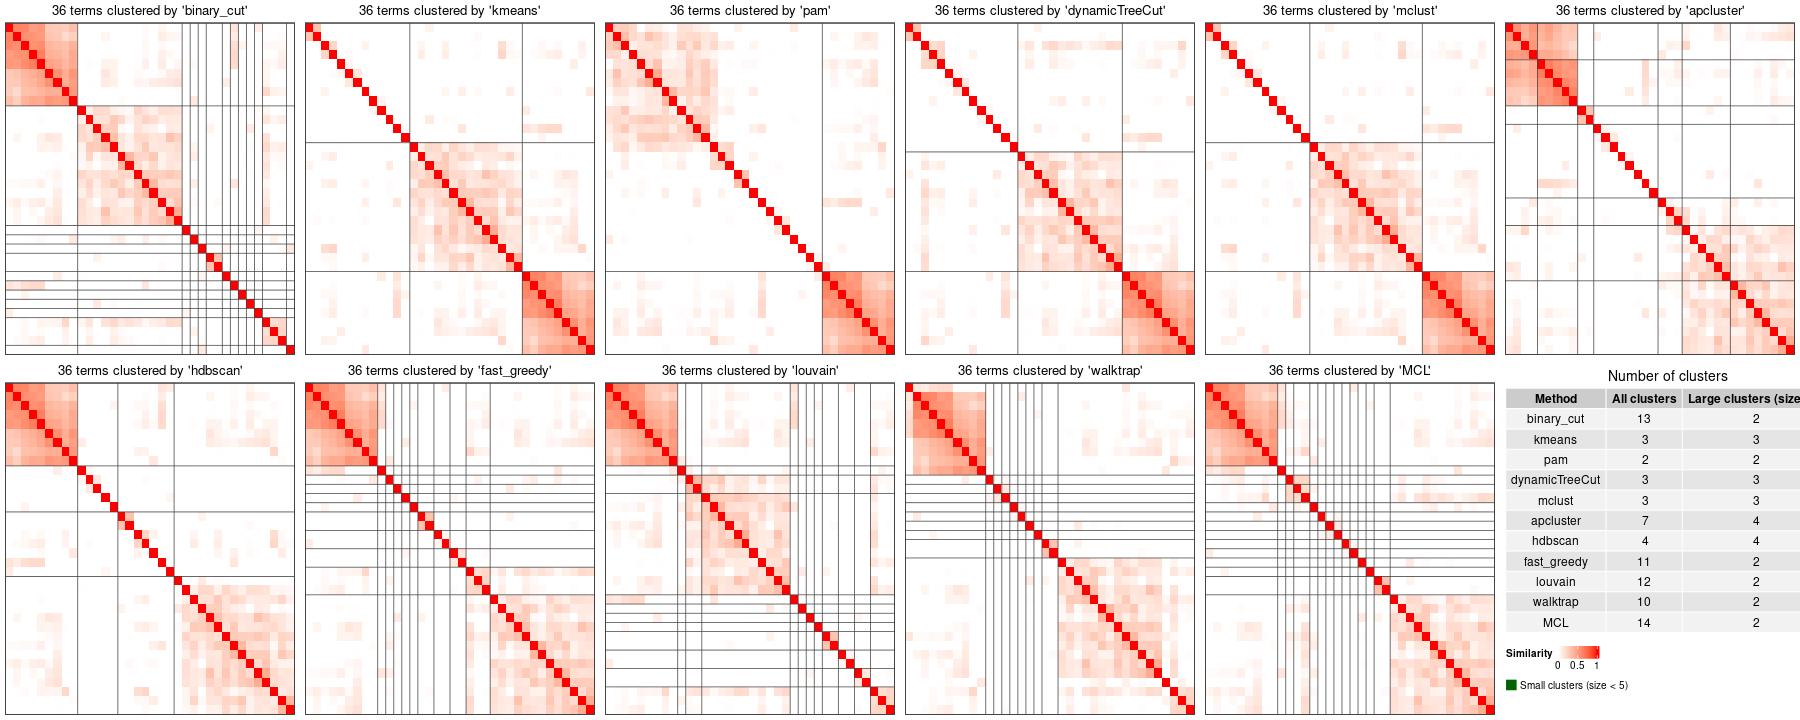 36 terms clustered by 'binary_cut'
36 terms clustered by 'kmeans'
36 terms clustered by 'pam'
36 terms clustered by 'dynamicTreeCut'
36 terms clustered by 'mclust'
36 terms clustered by 'apcluster'
36 terms clustered by 'hdbscan'
36 terms clustered by 'fast_greedy'
36 terms clustered by 'louvain'
36 terms clustered by 'walktrap'
36 terms clustered by 'MCL'
Number of clusters
Method All clusters Large clusters (size
binary_cut 13 2
kmeans 3 3
pam 2 2
dynamicTreeCut 3 3
mclust 3 3
apcluster 7 4
hdbscan 4 4
fast_greedy 11 2
louvain 12 2
walktrap 10 2
MCL 14 2
Similarity
0 0.5 1
Small clusters (size < 5)